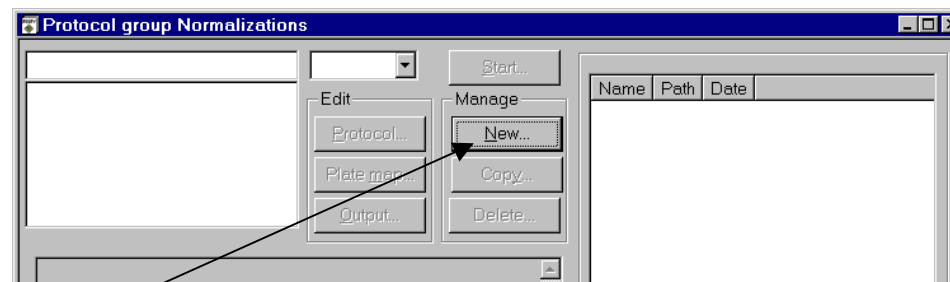 Protocol group Normalizations
Start...
Name Path Date
Edit
Manage
Protocol...
New...
Plate map...
Copy...
Output...
Delete...